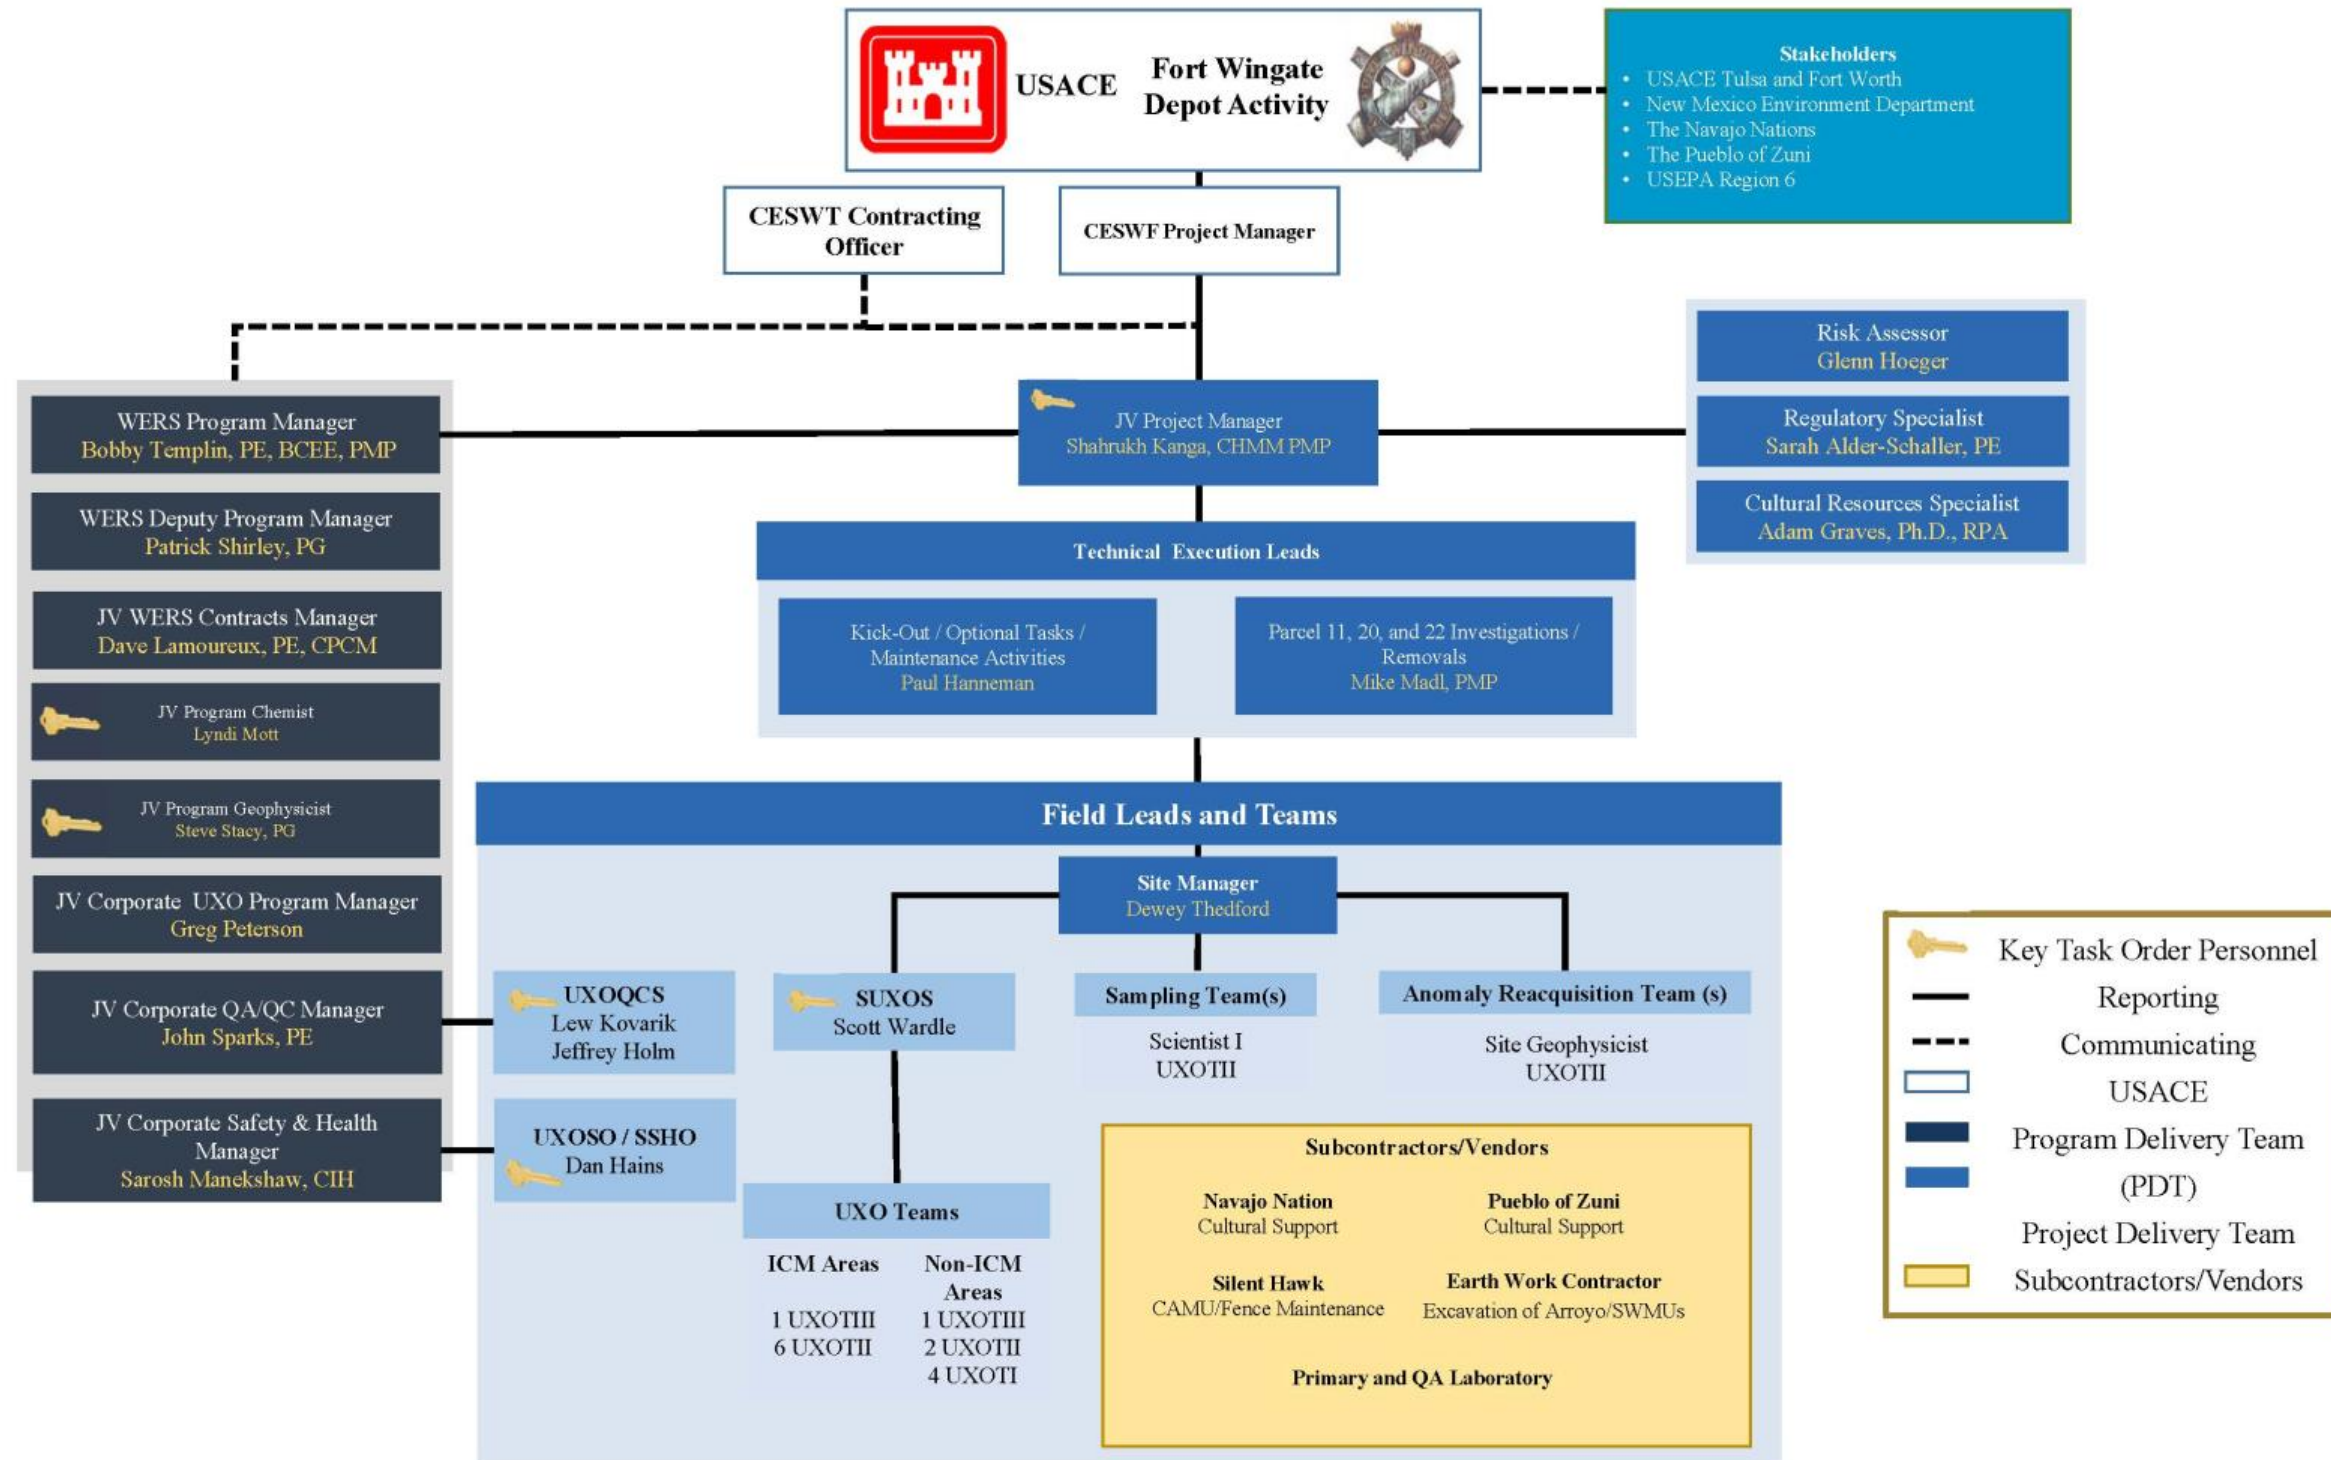 USACE
Fort Wingate
Depot Activity
Stakeholders
• USACE Tulsa and Fort Worth
• New Mexico Environment Department
• The Navajo Nations
• The Pueblo of Zuni
• USEPA Region 6
CESWT Contracting
Officer
CESWF Project Manager
WERS Program Manager
Bobby Templin, PE, BCEE, PMP
WERS Deputy Program Manager
Patrick Shirley, PG
JV WERS Contracts Manager
Dave Lamoureux, PE, CPCM
JV Program Chemist
Lyndi Mott
JV Program Geophysicist
Steve Stacy, PG
JV Corporate UXO Program Manager
Greg Peterson
JV Corporate QA/QC Manager
John Sparks, PE
JV Corporate Safety & Health
Manager
Sarosh Manekshaw, CIH
JV Project Manager
Shahrukh Kanga, CHMM PMP
Risk Assessor
Glenn Hoeger
Regulatory Specialist
Sarah Alder-Schaller, PE
Cultural Resources Specialist
Adam Graves, Ph.D., RPA
Technical Execution Leads
Kick-Out / Optional Tasks /
Maintenance Activities
Paul Hanneman
Parcel 11, 20, and 22 Investigations /
Removals
Mike Madl, PMP
Field Leads and Teams
Site Manager
Dewey Thedford
UXOQCS
Lew Kovarik
Jeffrey Holm
UXOSO / SSHO
Dan Hains
SUXOS
Scott Wardle
Sampling Team(s)
Scientist I
UXOTII
Anomaly Reacquisition Team (s)
Site Geophysicist
UXOTII
UXO Teams
ICM Areas
1 UXOTIII
6 UXOTII
Non-ICM
Areas
1 UXOTIII
2 UXOTII
4 UXOTI
Subcontractors/Vendors
Navajo Nation
Cultural Support
Pueblo of Zuni
Cultural Support
Silent Hawk
CAMU/Fence Maintenance
Earth Work Contractor
Excavation of Arroyo/SWMUs
Primary and QA Laboratory
Key Task Order Personnel
Reporting
Communicating
USACE
Program Delivery Team
(PDT)
Project Delivery Team
Subcontractors/Vendors